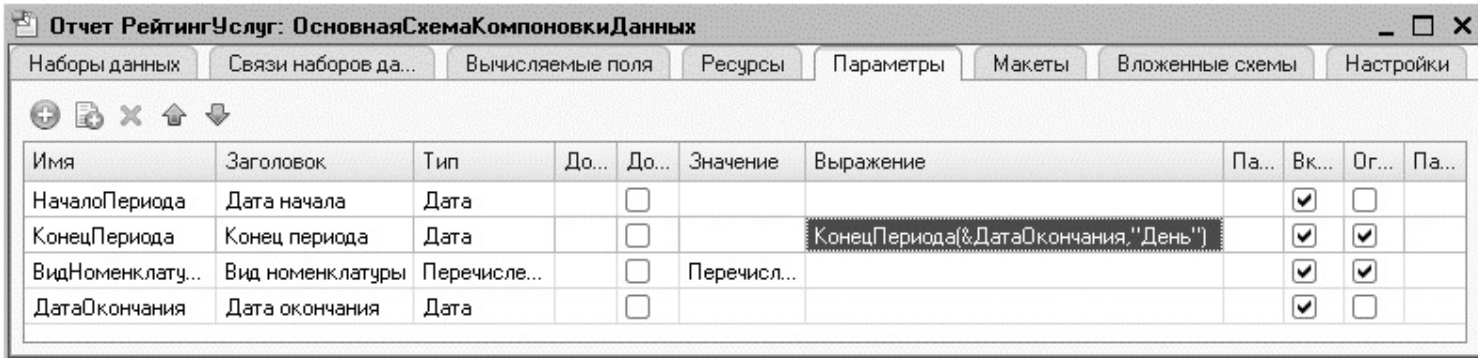 Отчет РейтингУслуг: ОсновнаяСхемаКомпоновкиДанных
Наборы данных Связи наборов да... Вычисляемые поля Ресурсы Параметры Макеты Вложенные схемы Настройки
Имя Заголовок Тип До... До... Значение Выражение Па... Вк... Ог... Па...
НачалоПериода Дата начала Дата
КонецПериода Конец периода Дата КонецПериода(&ДатаОкончания,"День")
ВидНоменклату... Вид номенклатуры Перечисле... Перечисл...
ДатаОкончания Дата окончания Дата